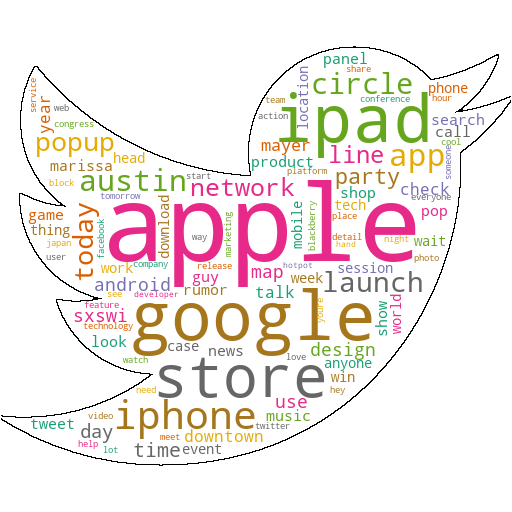 panel
share
service
circle
location
phone
team
conference
hour
web
year
ipad
search
action
congress
popup
mayer
line
app
call
cool
marissa
head
product
platform
someone
block
austin
start
party
check
tomorrow
network
shop
everyone
game
apple
tech
pop
thing
today
download
mobile
blackberry
place
japan
facebook
way
marketing
detail
wait
user
company
hand
night
photo
work
release
map
hotpot
session
android
guy
week
launch
see
developer
rumor
talk
feature
google
youre
show
world
sxswi
technology
look
case
news
design
watch
store
love
anyone
need
win
hey
iphone
use
video
music
tweet
day
meet
twitter
downtown
help
lot
time
event